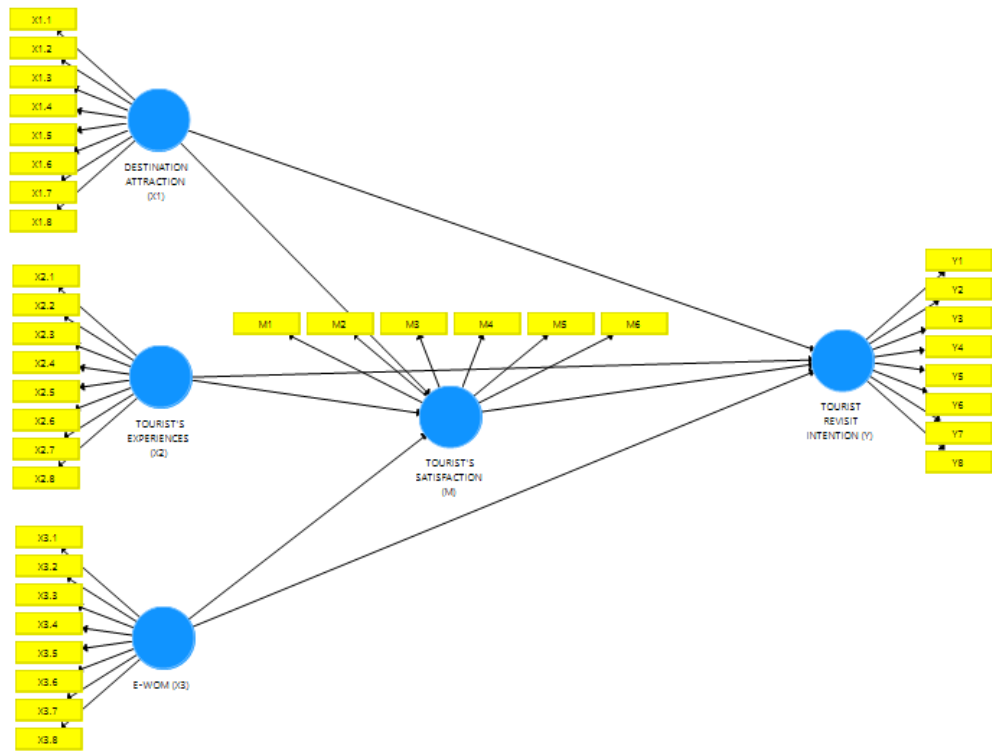 X1.1
X1.2
X1.3
X1.4
X1.5
X1.6
X1.7
X1.8
DESTINATION
ATTRACTION
(X1)
X2.1
X2.2
X2.3
X2.4
X2.5
X2.6
X2.7
X2.8
TOURIST'S
EXPERIENCES
(X2)
X3.1
X3.2
X3.3
X3.4
X3.5
X3.6
X3.7
X3.8
E-WOM (X3)
M1
M2
M3
M4
M5
M6
TOURIST'S
SATISFACTION
(M)
Y1
Y2
Y3
Y4
Y5
Y6
Y7
Y8
TOURIST
REVISIT
INTENTION (Y)